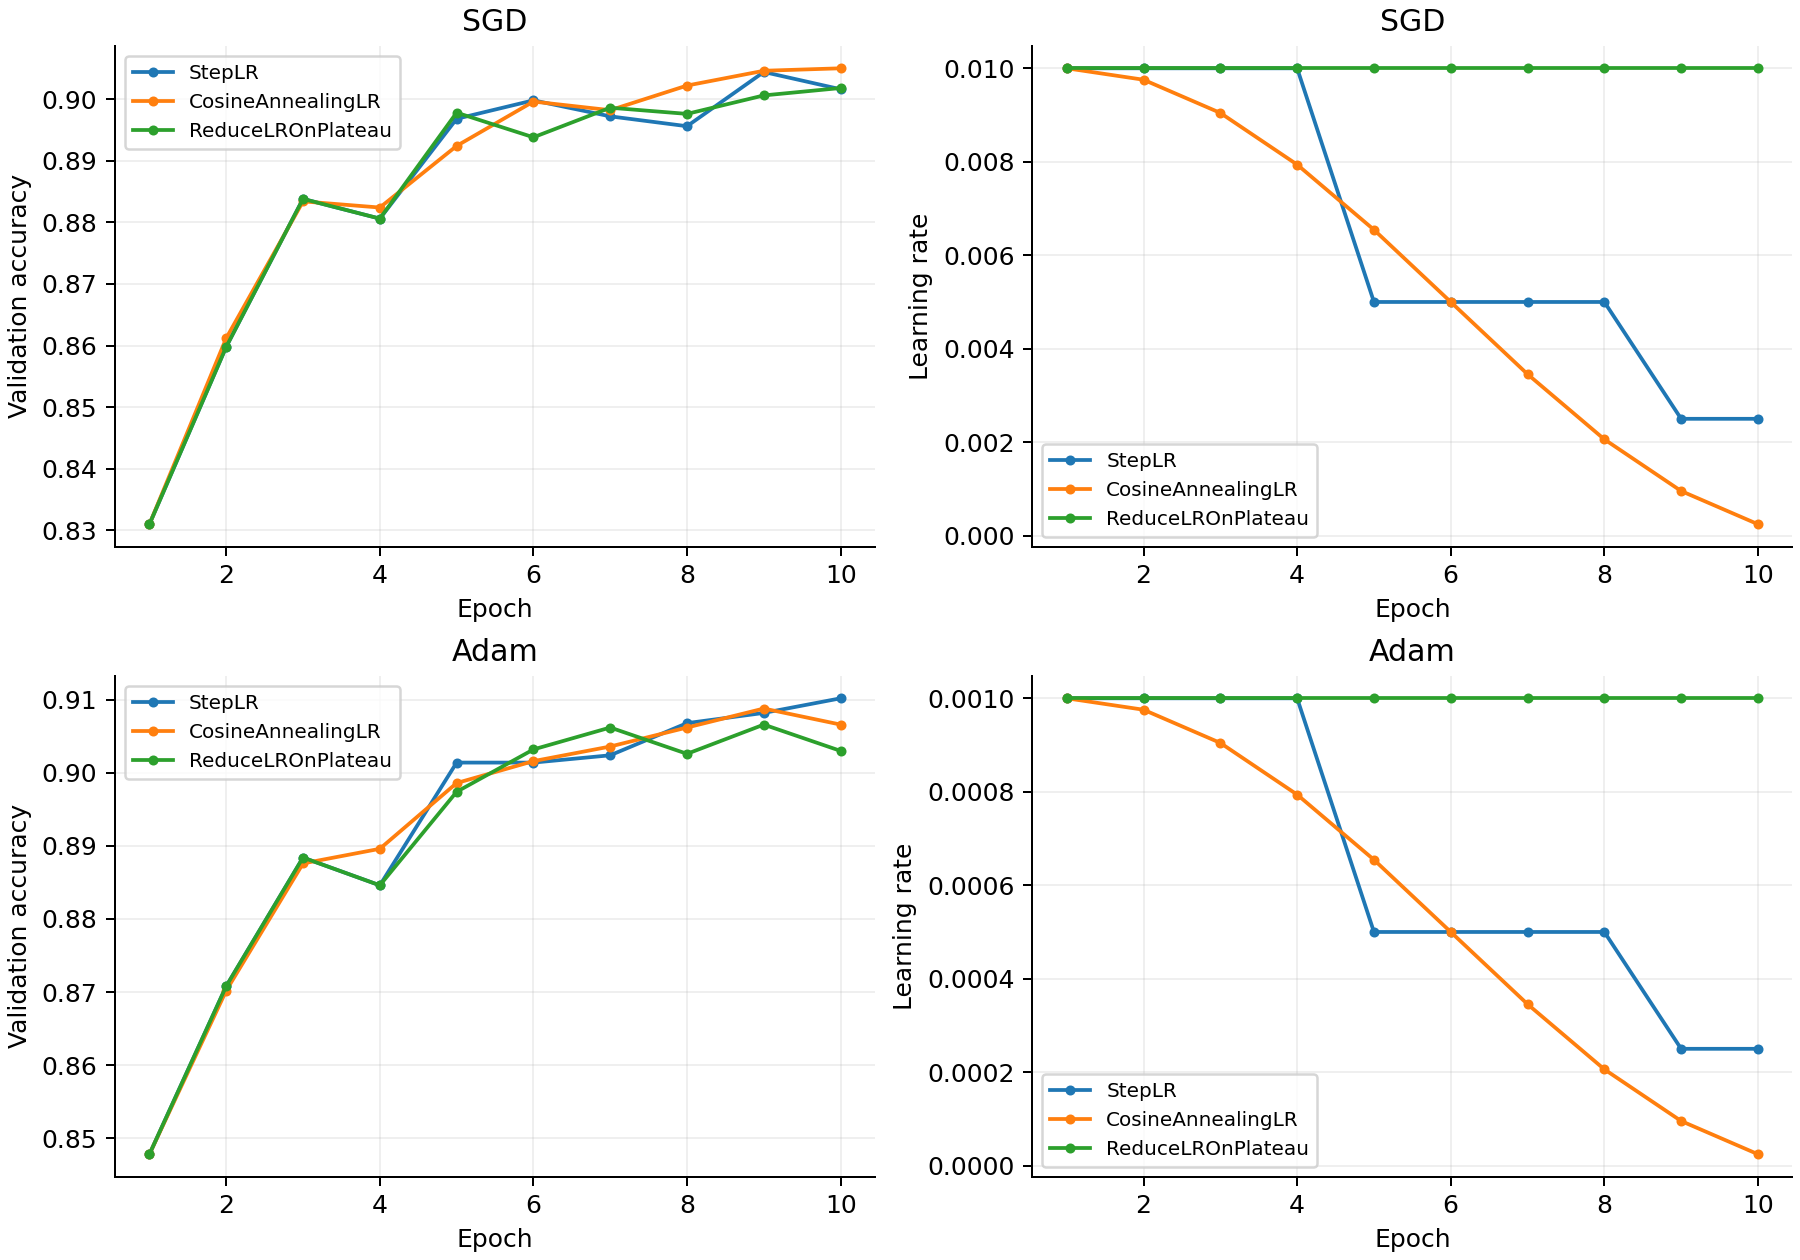 SGD
StepLR
CosineAnnealingLR
ReduceLROnPlateau
0.90
0.89
0.88
0.87
0.86
0.85
0.84
0.83
Validation accuracy
2 4 6 8 10
Epoch
SGD
0.010
0.008
0.006
0.004
0.002
0.000
Learning rate
StepLR
CosineAnnealingLR
ReduceLROnPlateau
2 4 6 8 10
Epoch
Adam
StepLR
CosineAnnealingLR
ReduceLROnPlateau
0.91
0.90
0.89
0.88
0.87
0.86
0.85
Validation accuracy
2 4 6 8 10
Epoch
Adam
0.0010
0.0008
0.0006
0.0004
0.0002
0.0000
Learning rate
StepLR
CosineAnnealingLR
ReduceLROnPlateau
2 4 6 8 10
Epoch